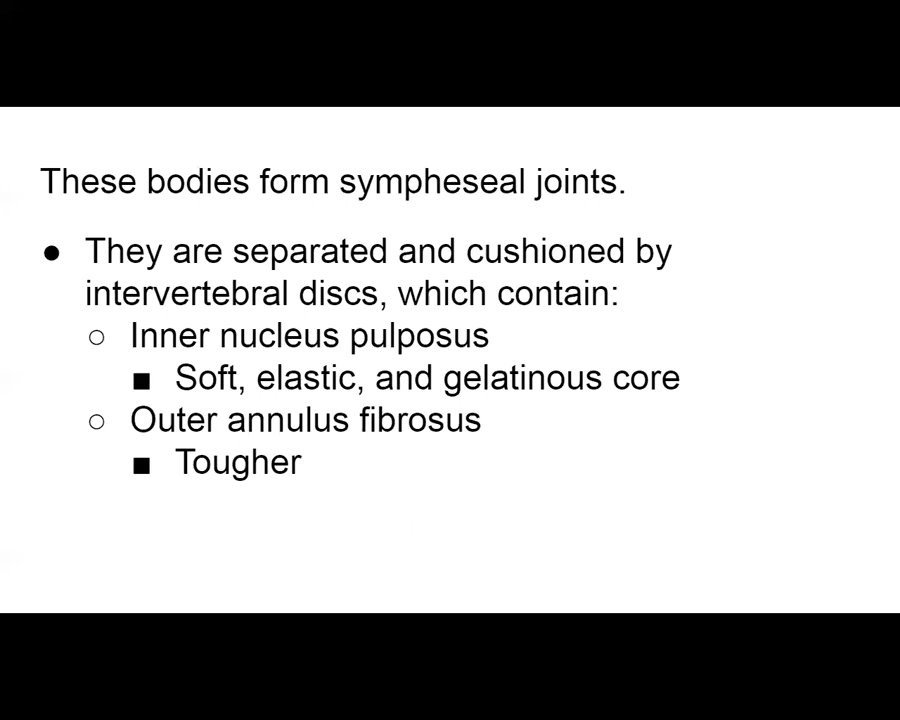 These bodies form sympheseal joints.
● They are separated and cushioned by
intervertebral discs, which contain:
○ Inner nucleus pulposus
■ Soft, elastic, and gelatinous core
○ Outer annulus fibrosus
■ Tougher